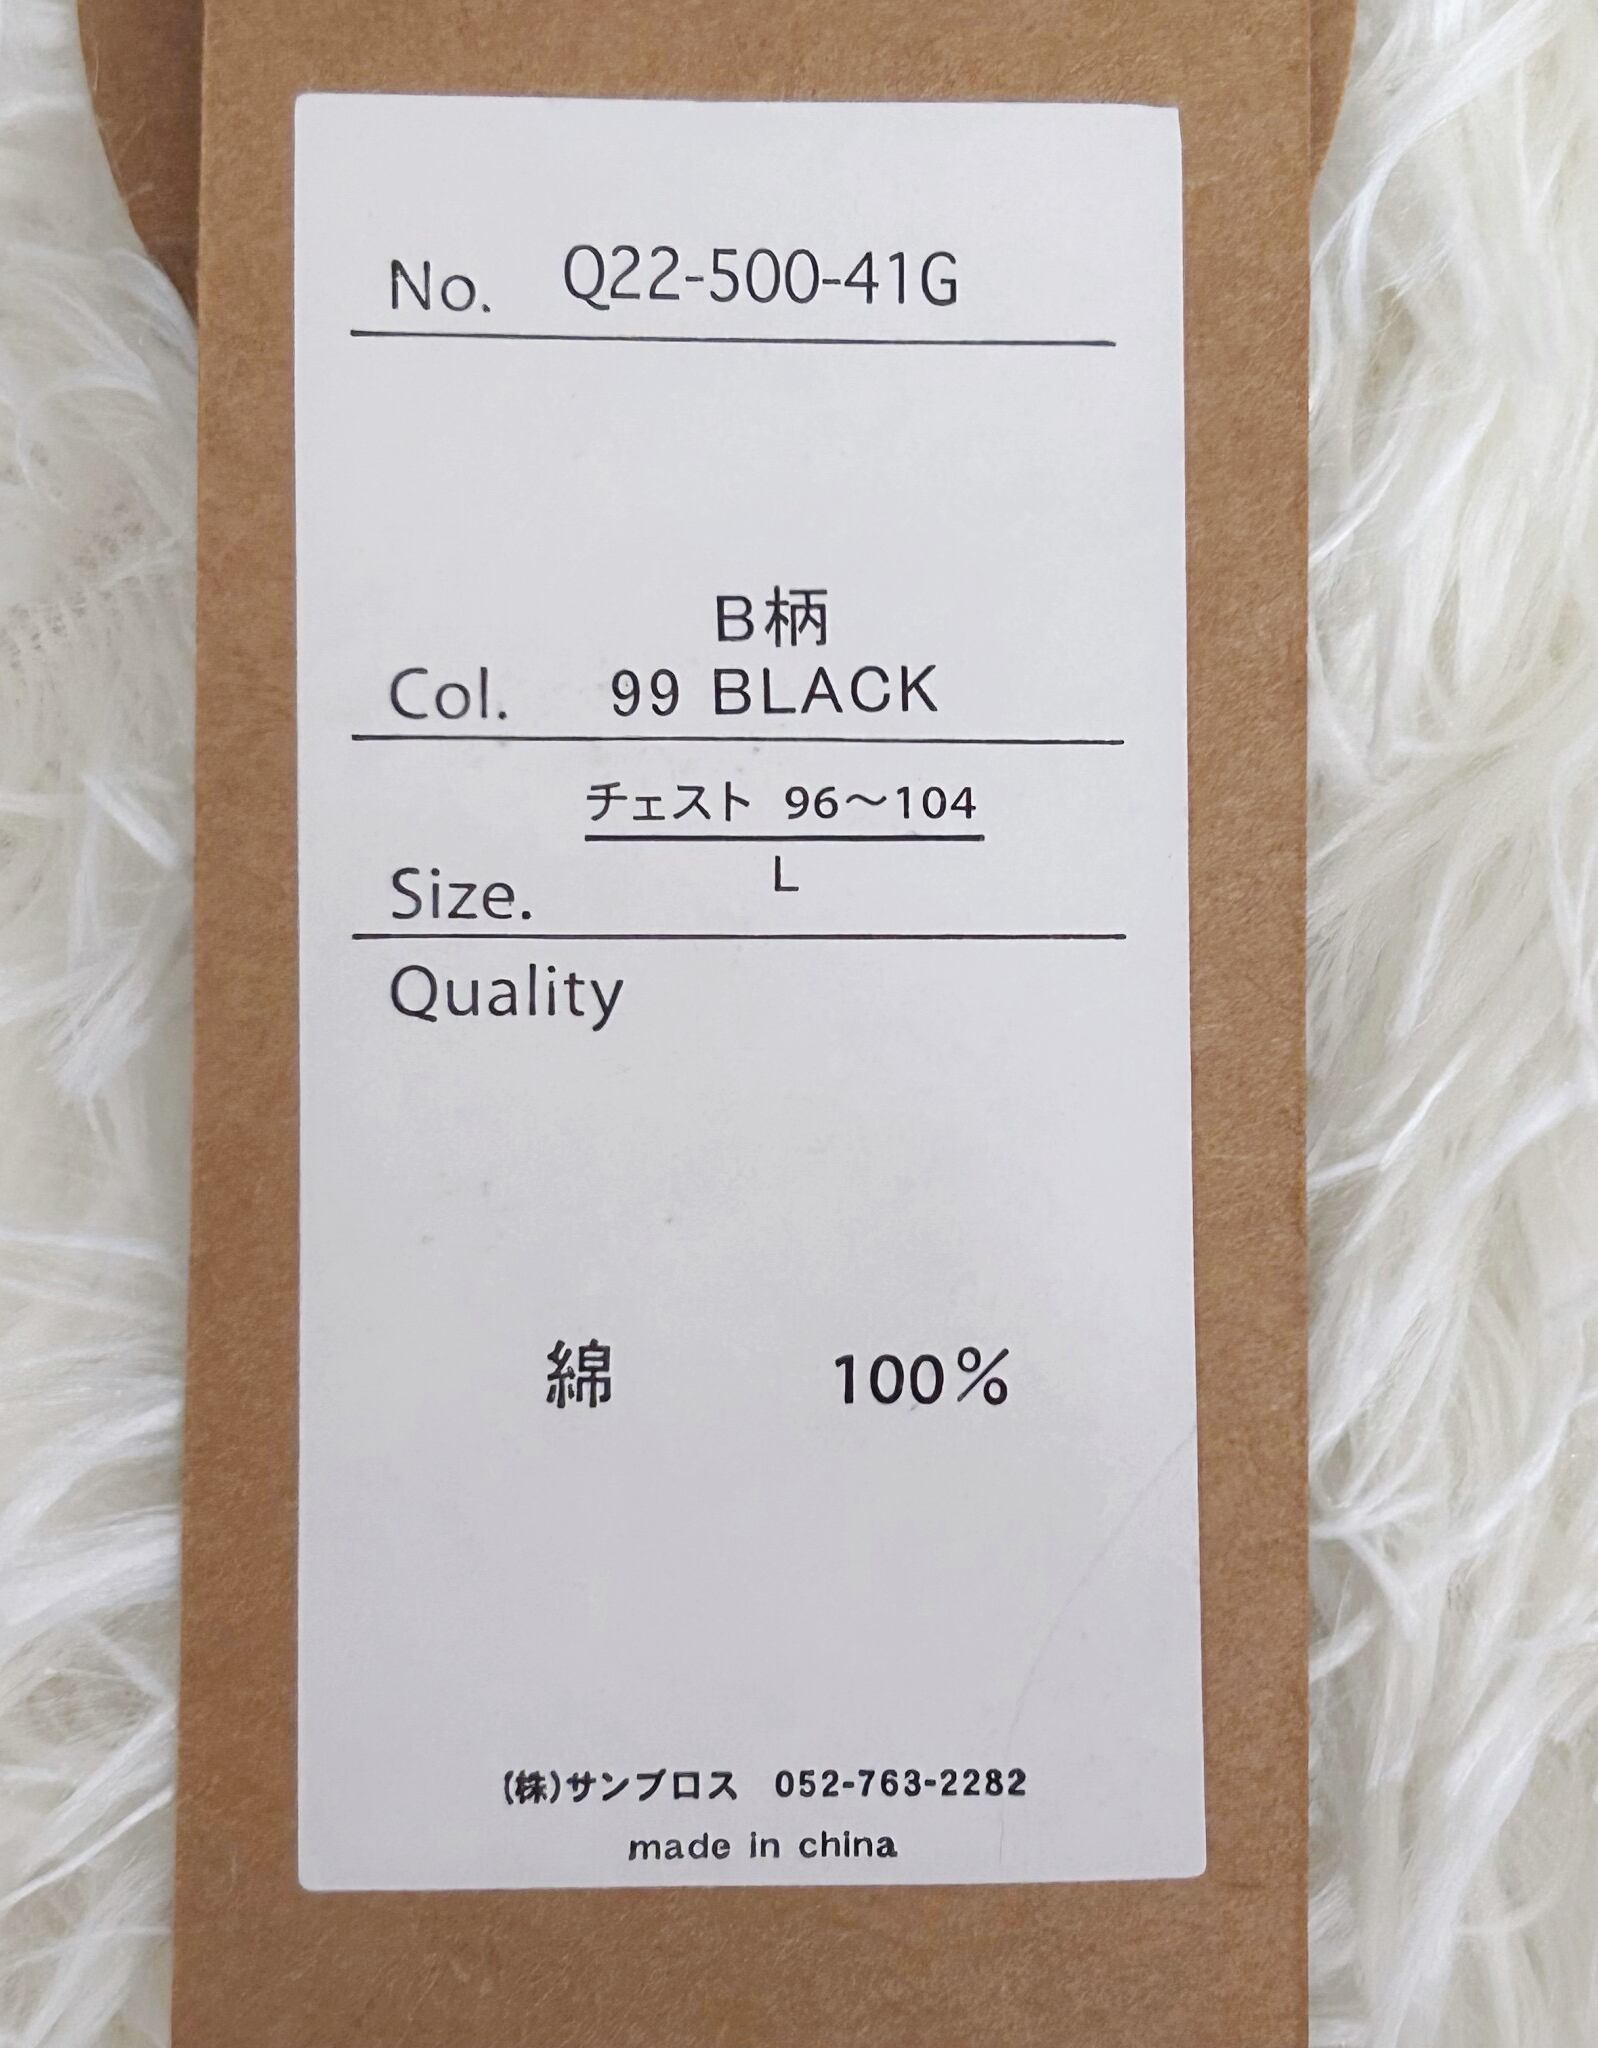 No. Q22-500-41G
B柄
Col. 99 BLACK
チェスト 96～104
L
Size.
Quality
綿 100%
(株)サンブロス 052-763-2282
made in china